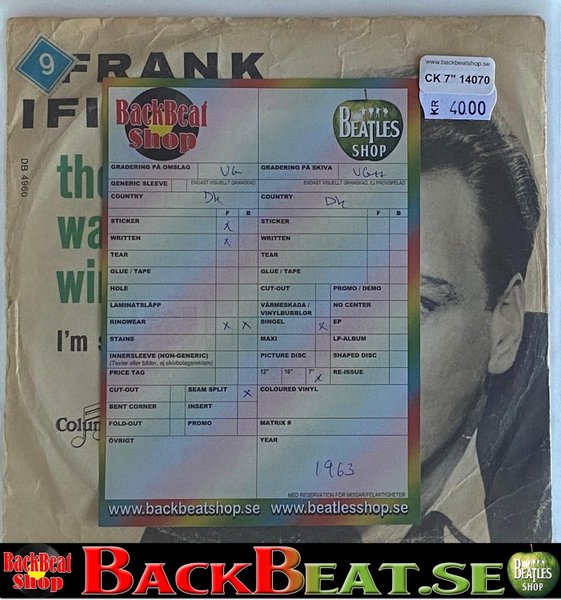 9
FRANK
IFI
DB 4960
the
wa
wi
I'm s
Colum
www.backbeatshop.se
CK 7" 14070
KR 40.00
BackBeat
Shop
BEATLES
SHOP
GRADERING PÅ OMSLAG VG GRADERING PÅ SKIVA VG++
GENERIC SLEEVE ENDAST VISUELLT GRANSKAD ENDAST VISUELLT GRANSKAD, EJ PROVSPELAD
COUNTRY DK COUNTRY DK
F B F B
STICKER X STICKER
WRITTEN X WRITTEN
TEAR TEAR
GLUE / TAPE GLUE / TAPE
HOLE CUT-OUT PROMO / DEMO
LAMINATSLÄPP VÄRMESKADA / VINYLBUBBLOR NO CENTER
RINGWEAR X X SINGEL X EP
STAINS MAXI LP-ALBUM
INNERSLEEVE (NON-GENERIC) PICTURE DISC SHAPED DISC
(Texter eller bilder, ej skivbolagsreklam)
PRICE TAG 12" 10" 7" X RE-ISSUE
CUT-OUT SEAM SPLIT X COLOURED VINYL
BENT CORNER INSERT
FOLD-OUT PROMO MATRIX #
ÖVRIGT YEAR
1963
MED RESERVATION FÖR MISSAR/FELAKTIGHETER
www.backbeatshop.se www.beatlesshop.se
BackBeat
Shop
BACKBEAT.SE
BEATLES
SHOP